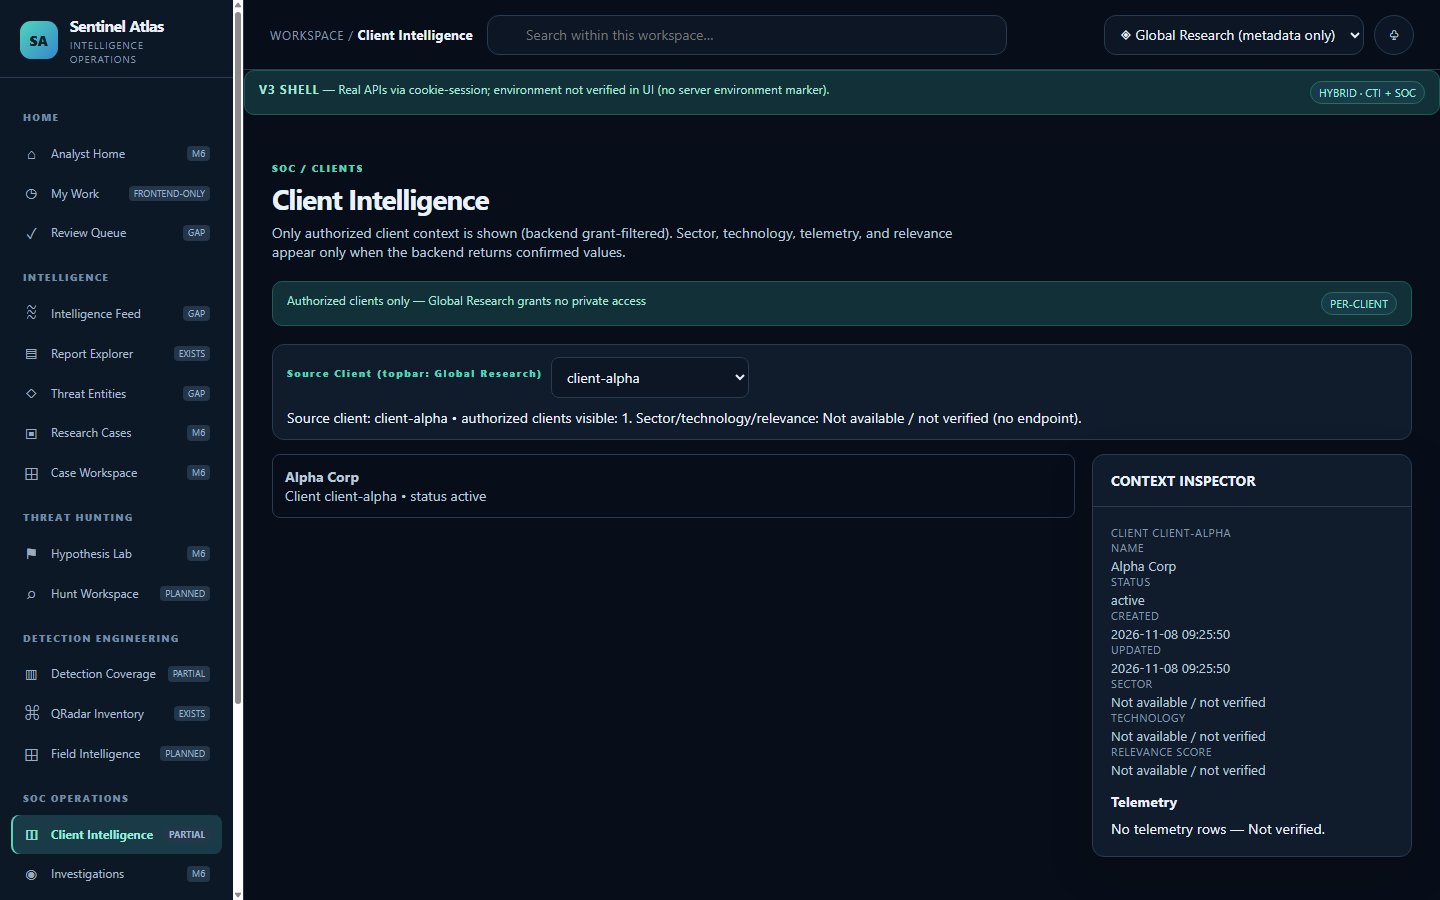 SA
Sentinel Atlas
INTELLIGENCE
OPERATIONS
HOME
Analyst Home M6
My Work FRONTEND-ONLY
Review Queue GAP
INTELLIGENCE
Intelligence Feed GAP
Report Explorer EXISTS
Threat Entities GAP
Research Cases M6
Case Workspace M6
THREAT HUNTING
Hypothesis Lab M6
Hunt Workspace PLANNED
DETECTION ENGINEERING
Detection Coverage PARTIAL
QRadar Inventory EXISTS
Field Intelligence PLANNED
SOC OPERATIONS
Client Intelligence PARTIAL
Investigations M6
WORKSPACE / Client Intelligence
Search within this workspace...
◈ Global Research (metadata only)
V3 SHELL — Real APIs via cookie-session; environment not verified in UI (no server environment marker).
HYBRID · CTI + SOC
SOC / CLIENTS
Client Intelligence
Only authorized client context is shown (backend grant-filtered). Sector, technology, telemetry, and relevance
appear only when the backend returns confirmed values.
Authorized clients only — Global Research grants no private access
PER-CLIENT
Source Client (topbar: Global Research) client-alpha
Source client: client-alpha • authorized clients visible: 1. Sector/technology/relevance: Not available / not verified (no endpoint).
Alpha Corp
Client client-alpha • status active
CONTEXT INSPECTOR
CLIENT CLIENT-ALPHA
NAME
Alpha Corp
STATUS
active
CREATED
2026-11-08 09:25:50
UPDATED
2026-11-08 09:25:50
SECTOR
Not available / not verified
TECHNOLOGY
Not available / not verified
RELEVANCE SCORE
Not available / not verified
Telemetry
No telemetry rows — Not verified.